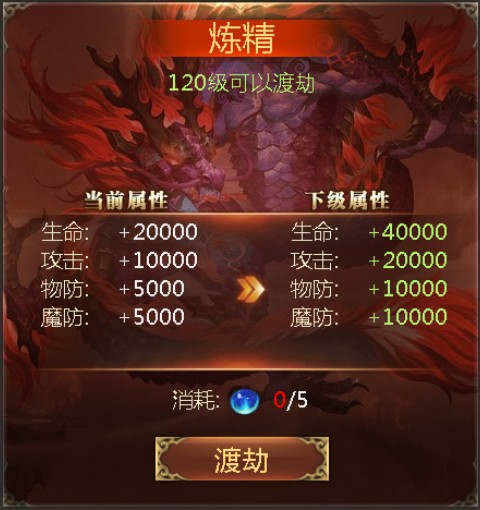 炼精
120级可以渡劫
当前属性 下级属性
生命: +20000 生命: +40000
攻击: +10000 攻击: +20000
物防: +5000 物防: +10000
魔防: +5000 魔防: +10000
消耗: 0/5
渡劫